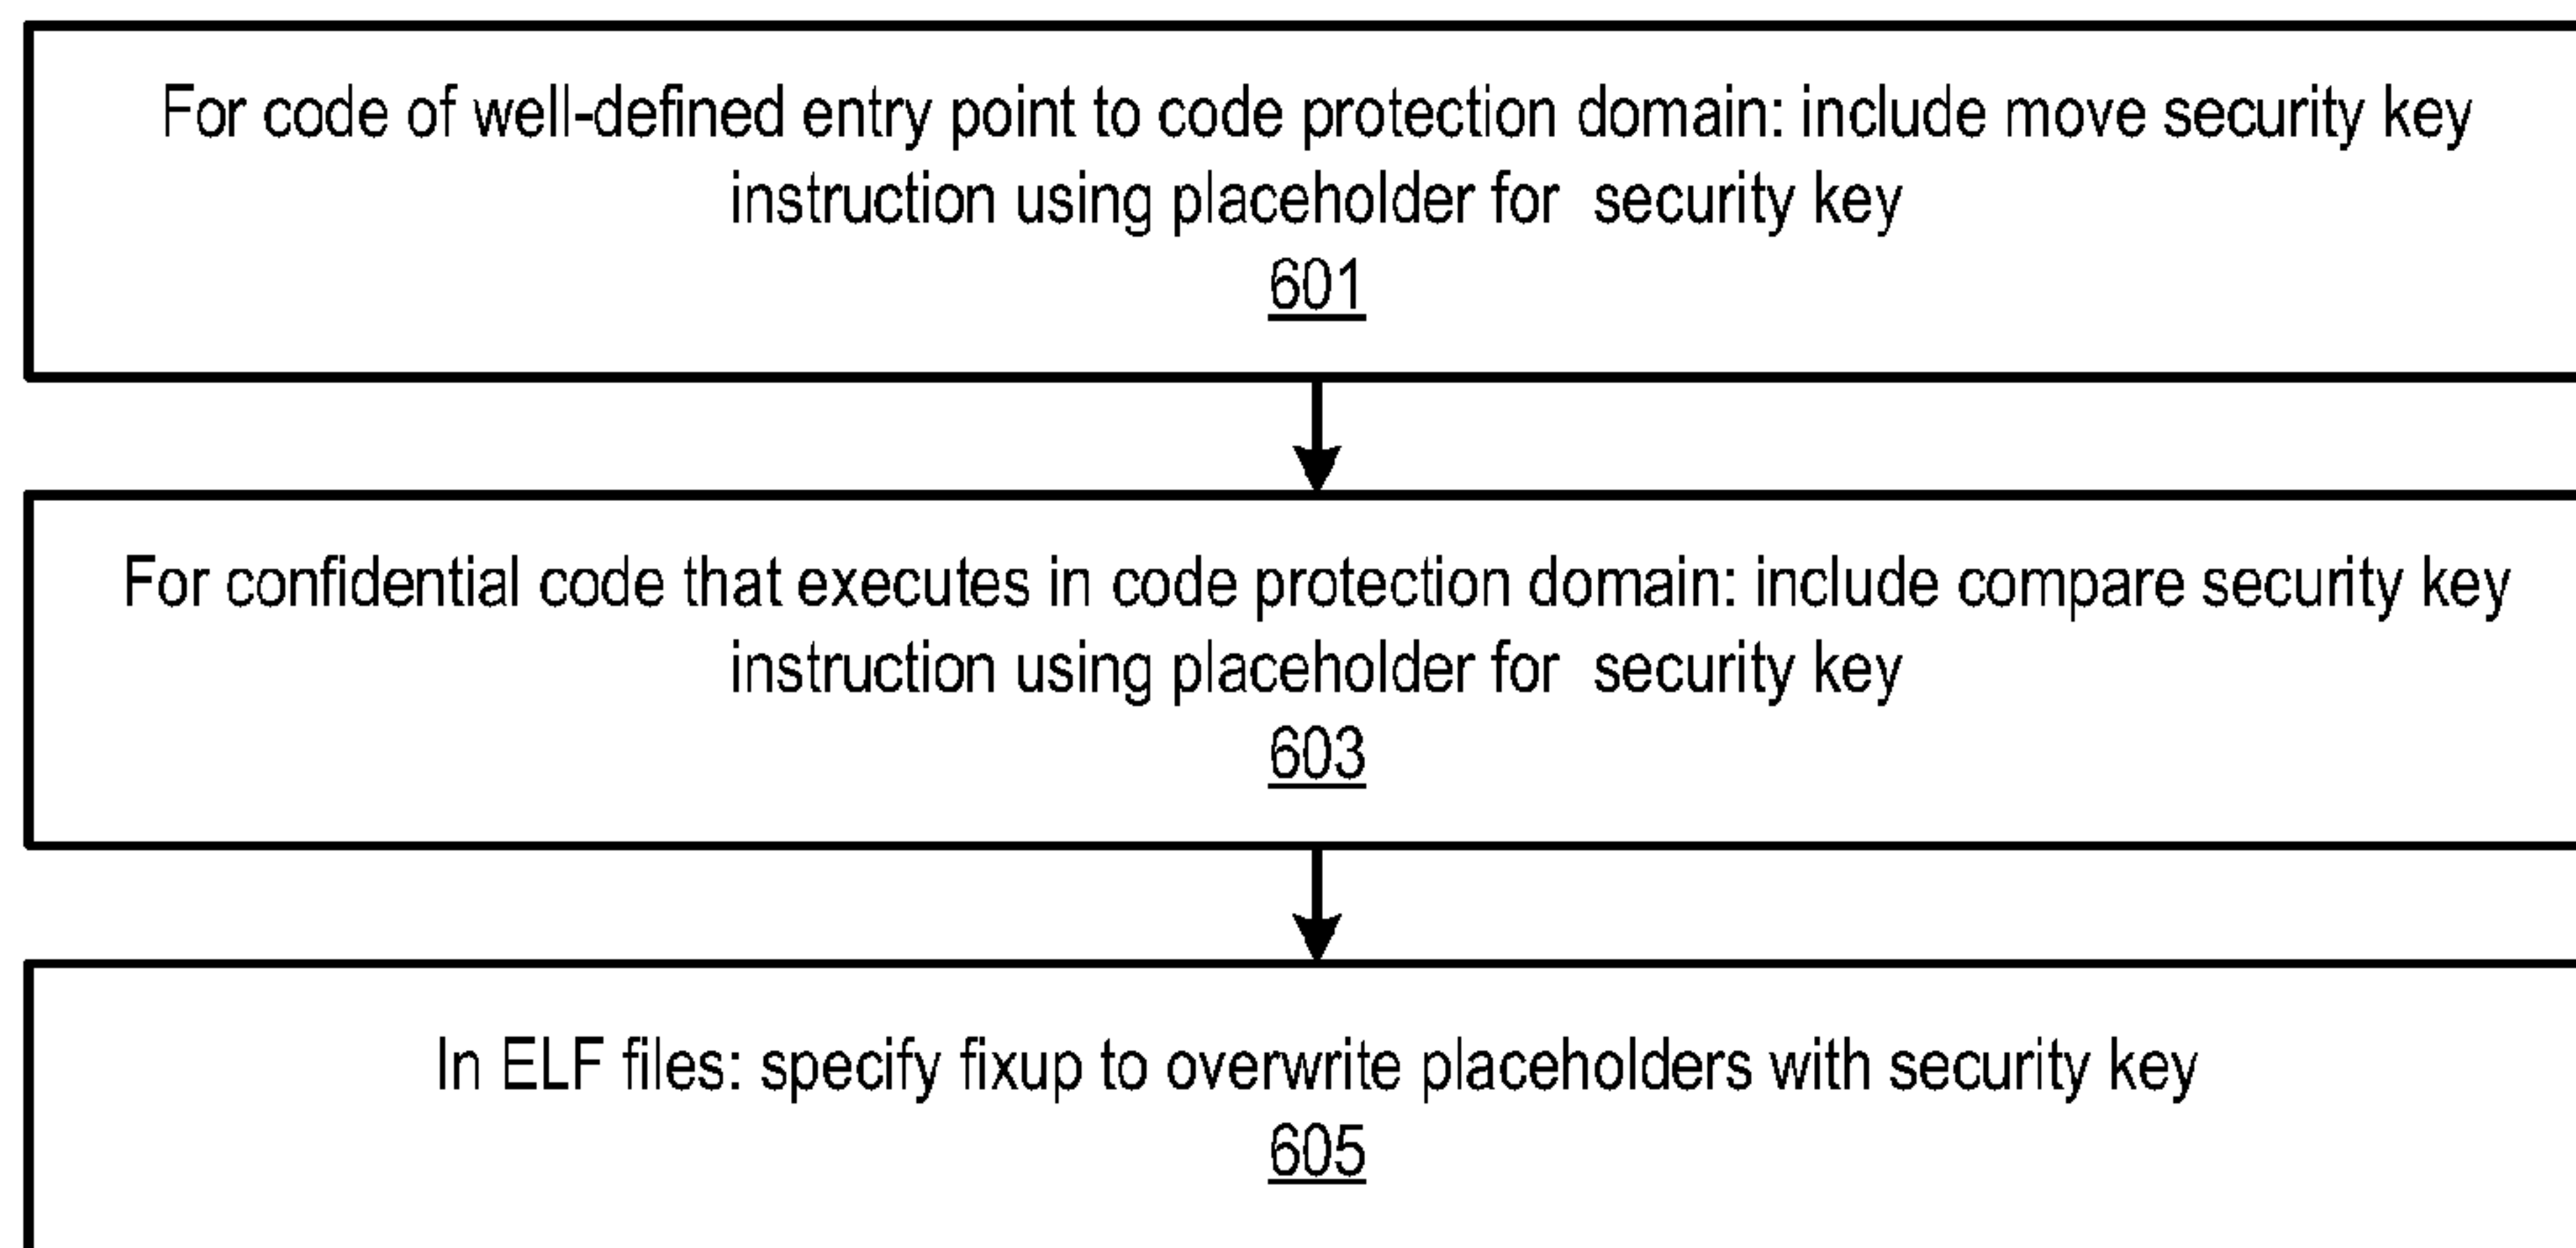 For code of well-defined entry point to code protection domain: include move security key
instruction using placeholder for security key
601
For confidential code that executes in code protection domain: include compare security key
instruction using placeholder for security key
603
In ELF files: specify fixup to overwrite placeholders with security key
605